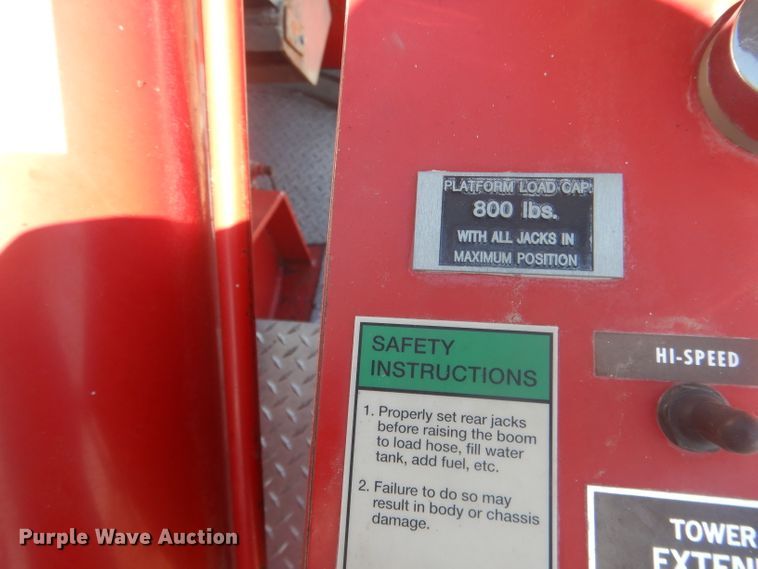 PLATFORM LOAD CAP.
800 lbs.
WITH ALL JACKS IN
MAXIMUM POSITION
SAFETY
INSTRUCTIONS
1. Properly set rear jacks
before raising the boom
to load hose, fill water
tank, add fuel, etc.
2. Failure to do so may
result in body or chassis
damage.
HI-SPEED
TOWER
Purple Wave Auction